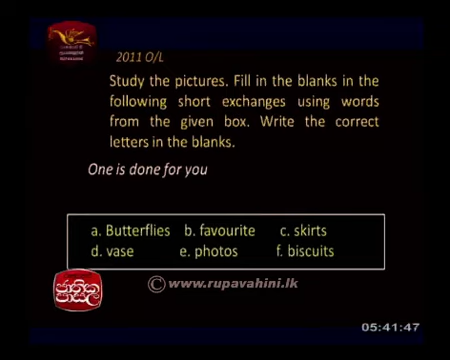 2011 O/L
Study the pictures. Fill in the blanks in the
following short exchanges using words
from the given box. Write the correct
letters in the blanks.
One is done for you
a. Butterflies b. favourite c. skirts
d. vase e. photos f. biscuits
ජාතික
පාසල
© www.rupavahini.lk
05:41:47